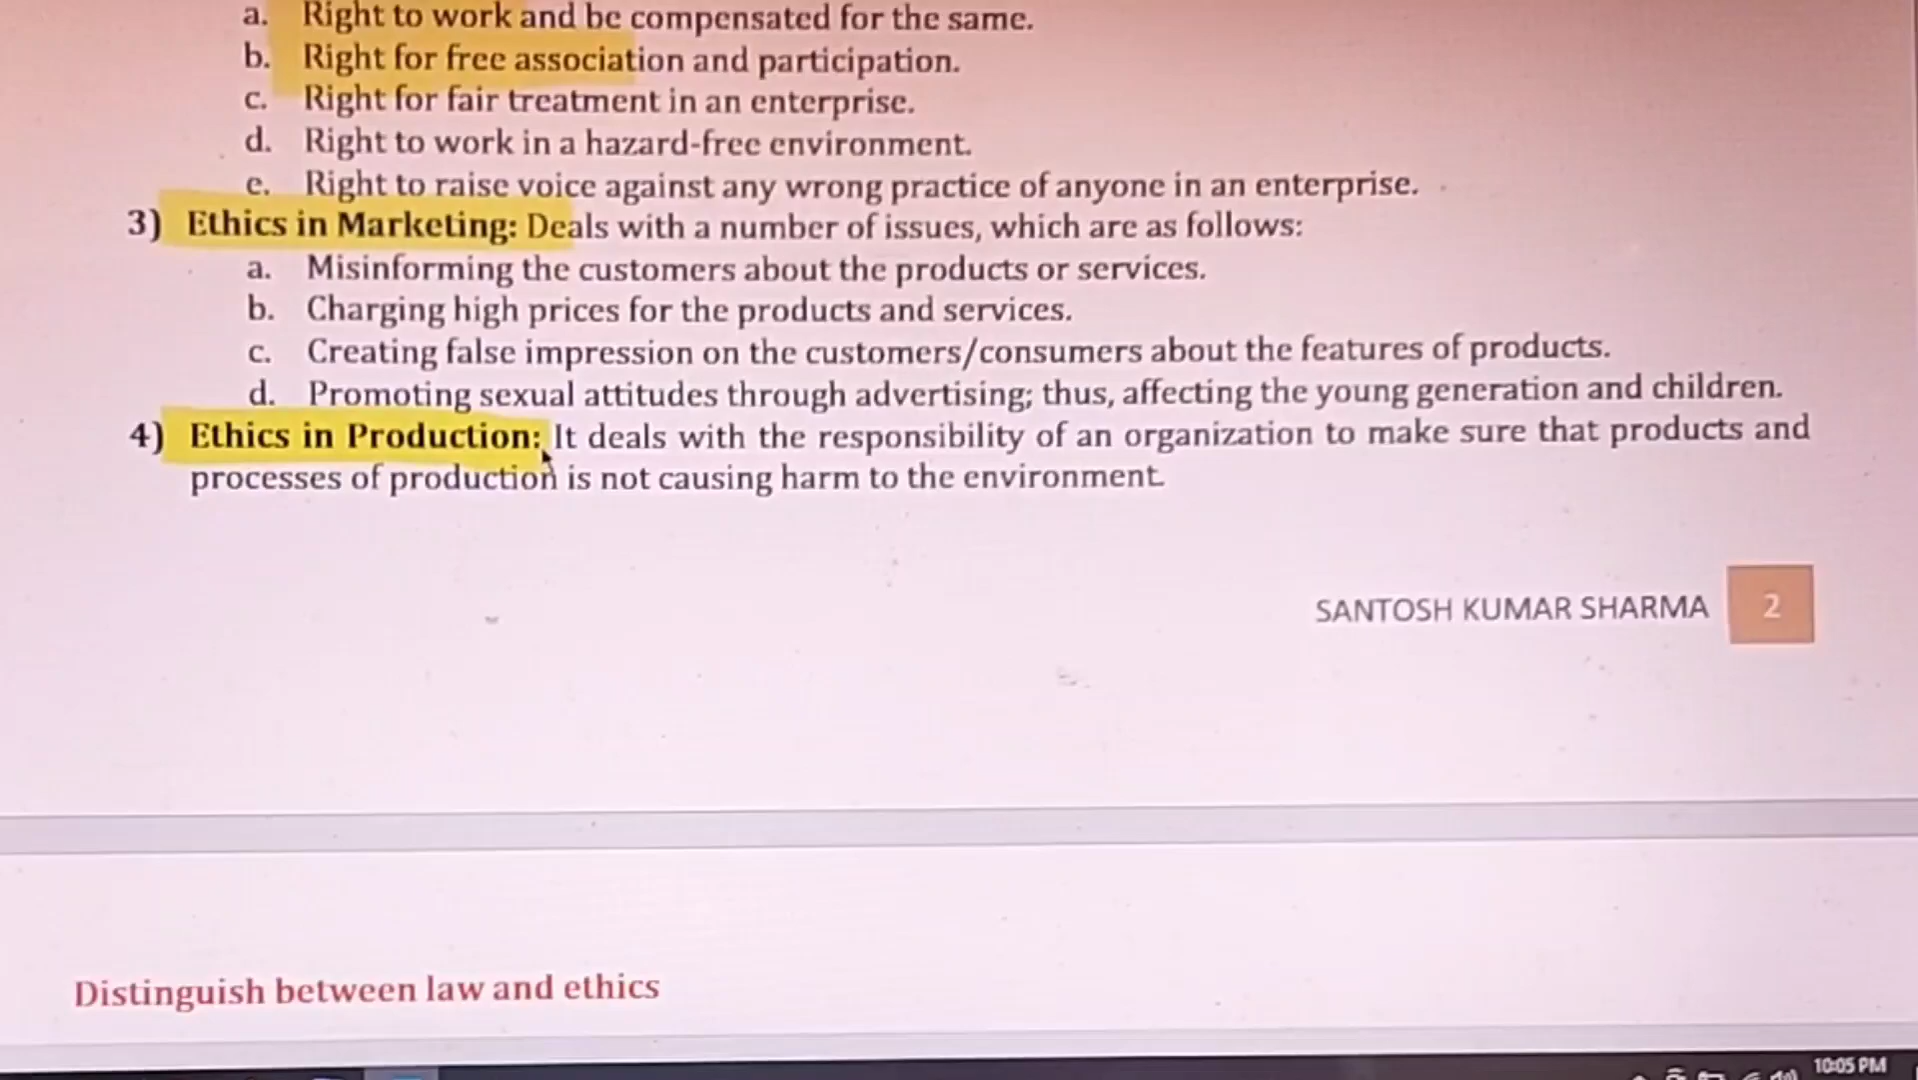 a. Right to work and be compensated for the same.
b. Right for free association and participation.
c. Right for fair treatment in an enterprise.
d. Right to work in a hazard-free environment.
e. Right to raise voice against any wrong practice of anyone in an enterprise.
3) Ethics in Marketing: Deals with a number of issues, which are as follows:
a. Misinforming the customers about the products or services.
b. Charging high prices for the products and services.
c. Creating false impression on the customers/consumers about the features of products.
d. Promoting sexual attitudes through advertising; thus, affecting the young generation and children.
4) Ethics in Production: It deals with the responsibility of an organization to make sure that products and
processes of production is not causing harm to the environment.
SANTOSH KUMAR SHARMA 2
Distinguish between law and ethics
10:05 PM